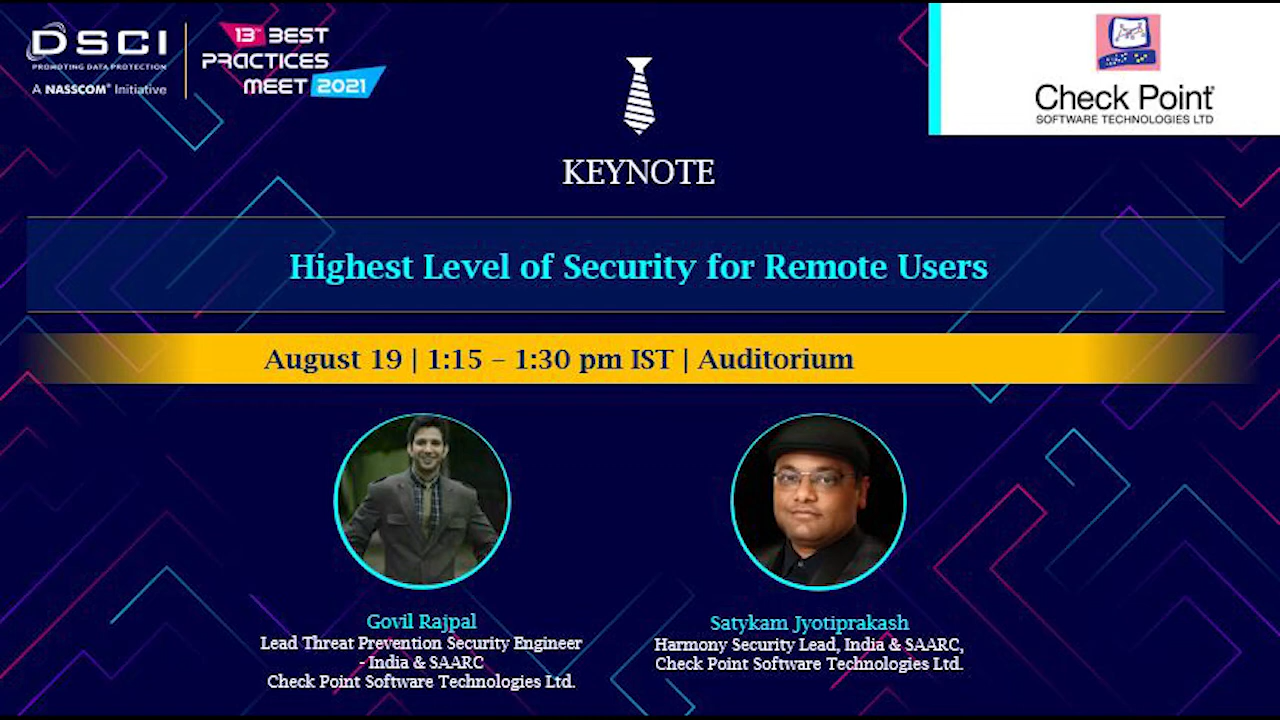 DSCI
PROMOTING DATA PROTECTION
A NASSCOM® Initiative
13TH BEST
PRACTICES
MEET 2021
Check Point
SOFTWARE TECHNOLOGIES LTD
KEYNOTE
Highest Level of Security for Remote Users
August 19 | 1:15 – 1:30 pm IST | Auditorium
Govil Rajpal
Lead Threat Prevention Security Engineer
- India & SAARC
Check Point Software Technologies Ltd.
Satykam Jyotiprakash
Harmony Security Lead, India & SAARC,
Check Point Software Technologies Ltd.